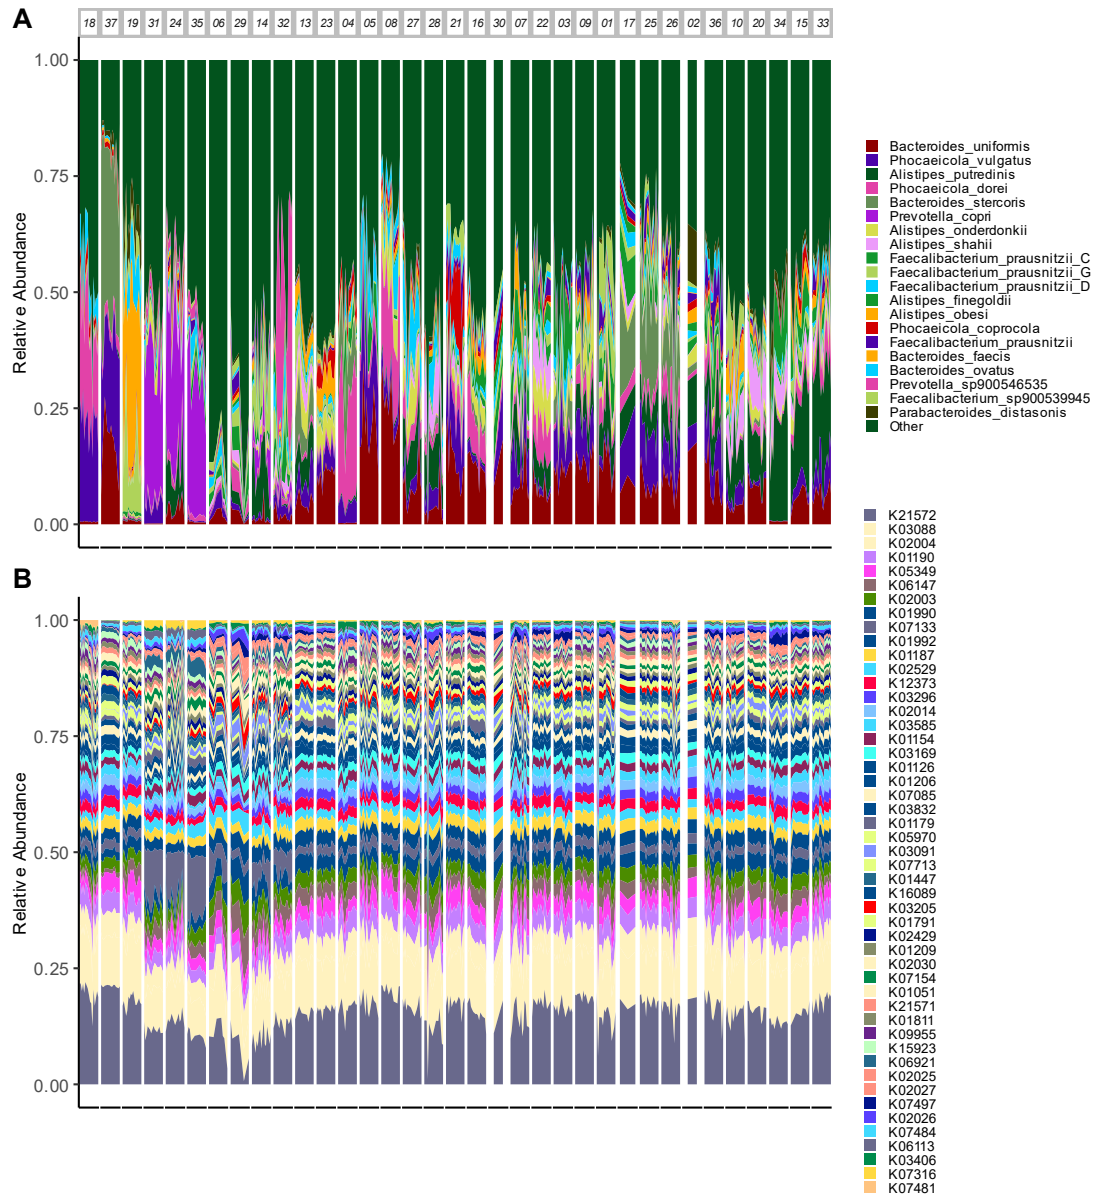 A
18 37 19 31 24 35 06 29 14 32 13 23 04 05 08 27 28 21 16 30 07 22 03 09 01 17 25 26 02 36 10 20 34 15 33
1.00
0.75
0.50
0.25
0.00
Relativ e Abundance
Bacteroides_uniformis
Phocaeicola_vulgatus
Alistipes_putredinis
Phocaeicola_dorei
Bacteroides_stercoris
Prevotella_copri
Alistipes_onderdonkii
Alistipes_shahii
Faecalibacterium_prausnitzii_C
Faecalibacterium_prausnitzii_G
Faecalibacterium_prausnitzii_D
Alistipes_finegoldii
Alistipes_obesi
Phocaeicola_coprocola
Faecalibacterium_prausnitzii
Bacteroides_faecis
Bacteroides_ovatus
Prevotella_sp900546535
Faecalibacterium_sp900539945
Parabacteroides_distasonis
Other
B
1.00
0.75
0.50
0.25
0.00
Relativ e Abundance
K21572
K03088
K02004
K01190
K05349
K06147
K02003
K01990
K07133
K01992
K01187
K02529
K12373
K03296
K02014
K03585
K01154
K03169
K01126
K01206
K07085
K03832
K01179
K05970
K03091
K07713
K01447
K16089
K03205
K01791
K02429
K01209
K02030
K07154
K01051
K21571
K01811
K09955
K15923
K06921
K02025
K02027
K07497
K02026
K07484
K06113
K03406
K07316
K07481